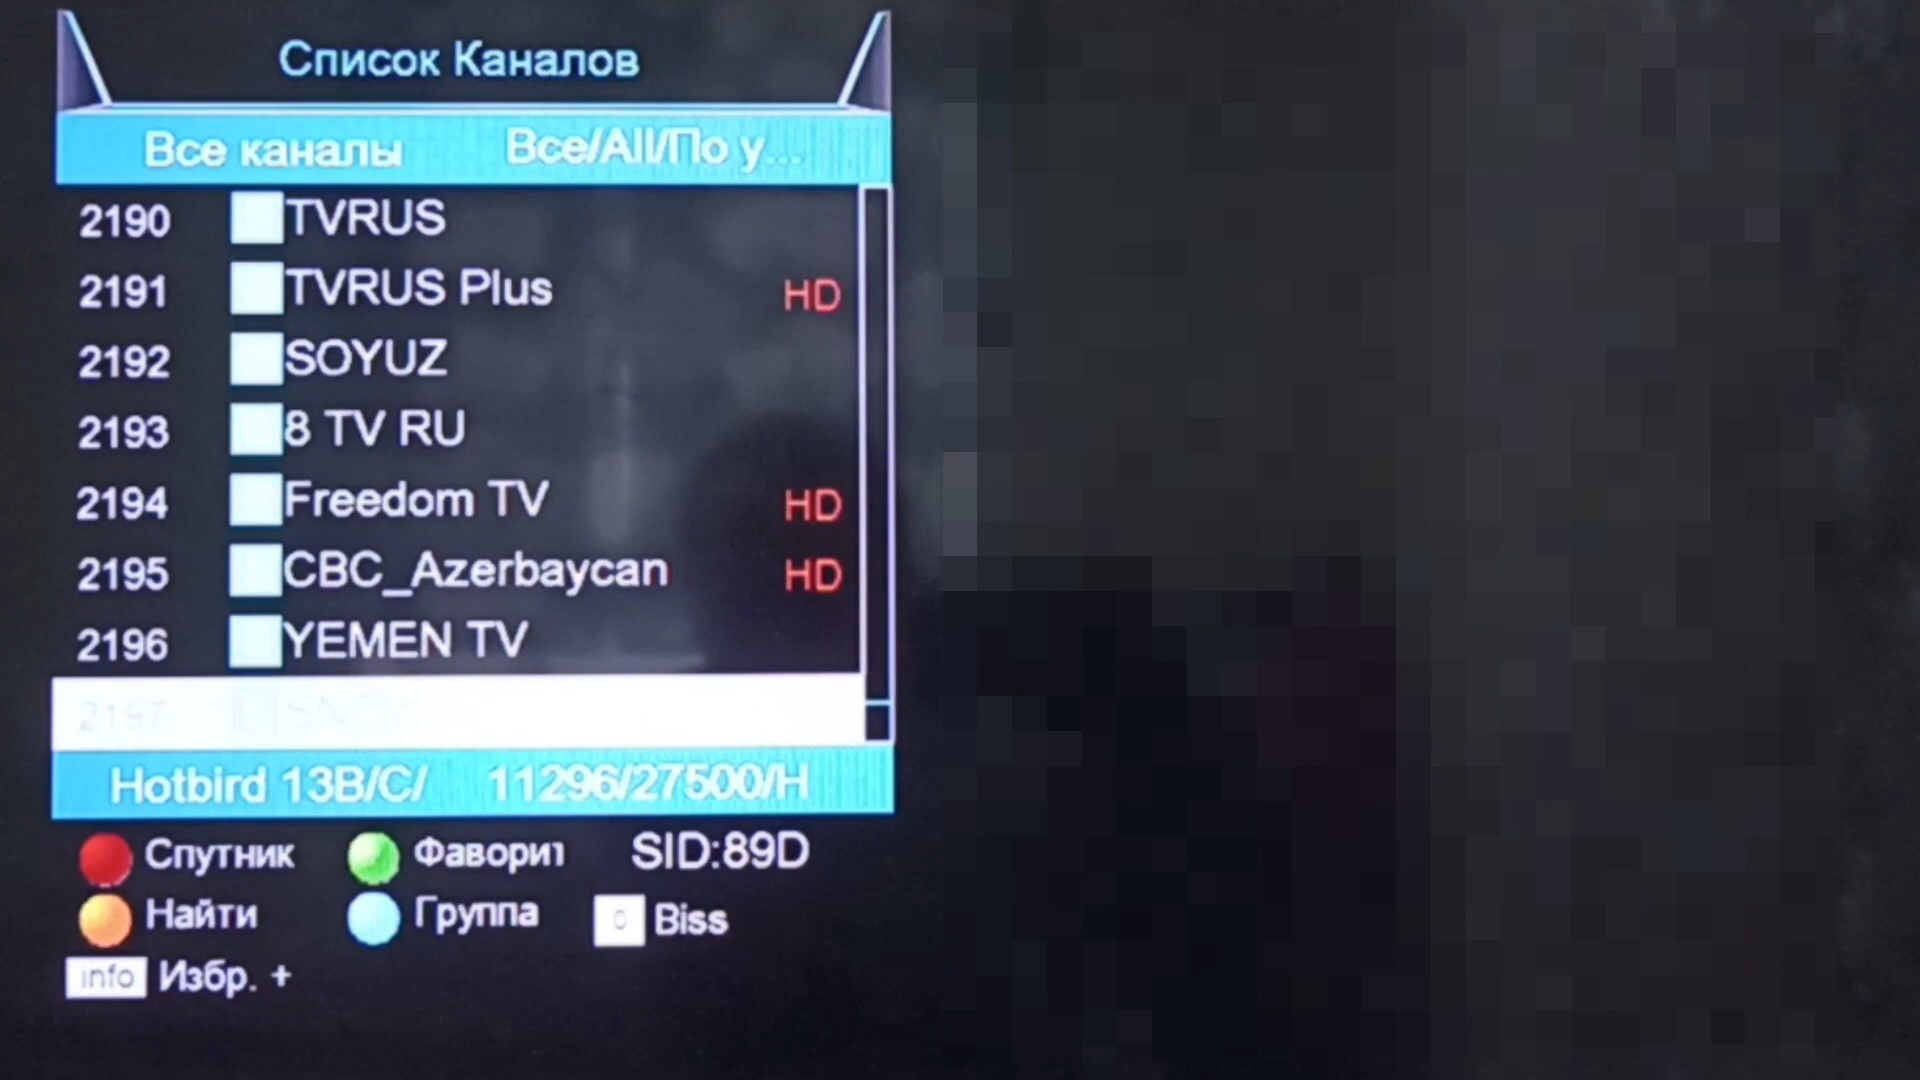 Список Каналов
Все каналы Все/All/По у...
2190 TVRUS
2191 TVRUS Plus HD
2192 SOYUZ
2193 8 TV RU
2194 Freedom TV HD
2195 CBC_Azerbaycan HD
2196 YEMEN TV
2197
Hotbird 13B/C/ 11296/27500/H
Спутник Фаворит SID:89D
Найти Группа 0 Biss
info Избр. +